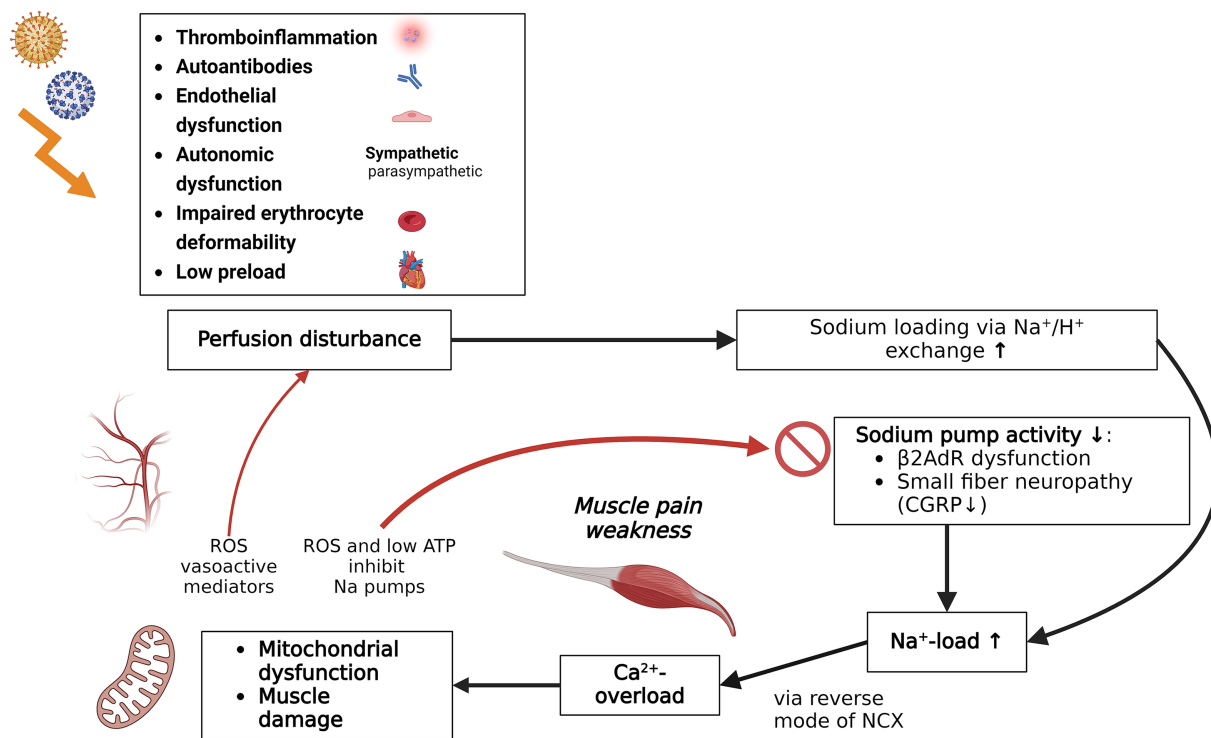 • Thromboinflammation
• Autoantibodies
• Endothelial
dysfunction
• Autonomic
dysfunction
Sympathetic
parasympathetic
• Impaired erythrocyte
deformability
• Low preload
Perfusion disturbance
Sodium loading via Na⁺/H⁺
exchange ↑
Sodium pump activity ↓:
• β2AdR dysfunction
• Small fiber neuropathy
(CGRP↓)
Muscle pain
weakness
ROS
vasoactive
mediators
ROS and low ATP
inhibit
Na pumps
Na⁺-load ↑
• Mitochondrial
dysfunction
• Muscle
damage
Ca²⁺-
overload
via reverse
mode of NCX